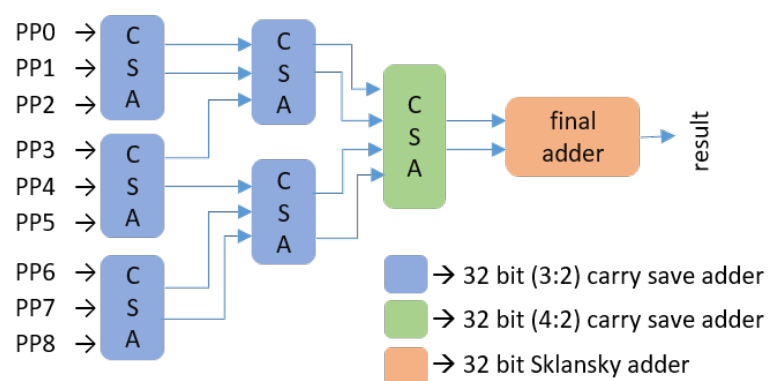 PP0 →
PP1 →
PP2 →
C
S
A
PP3 →
PP4 →
PP5 →
C
S
A
PP6 →
PP7 →
PP8 →
C
S
A
C
S
A
C
S
A
C
S
A
final
adder
result
→ 32 bit (3:2) carry save adder
→ 32 bit (4:2) carry save adder
→ 32 bit Sklansky adder